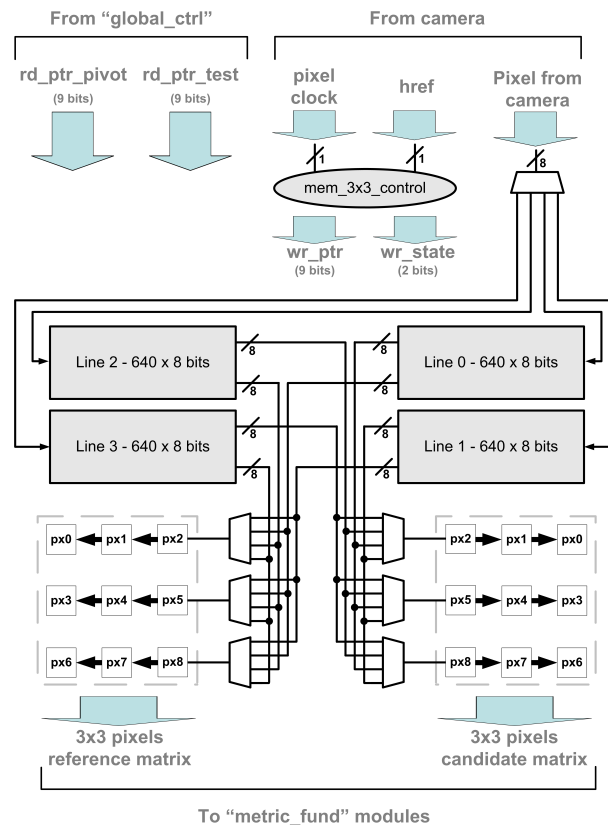 From “global_ctrl”
From camera
rd_ptr_pivot
(9 bits)
rd_ptr_test
(9 bits)
pixel
clock
href
Pixel from
camera
1
1
8
mem_3x3_control
wr_ptr
(9 bits)
wr_state
(2 bits)
Line 2 - 640 x 8 bits
8
8
Line 0 - 640 x 8 bits
8
8
Line 3 - 640 x 8 bits
8
8
Line 1 - 640 x 8 bits
8
8
px0 px1 px2
px2 px1 px0
px3 px4 px5
px5 px4 px3
px6 px7 px8
px8 px7 px6
3x3 pixels
reference matrix
3x3 pixels
candidate matrix
To “metric_fund” modules